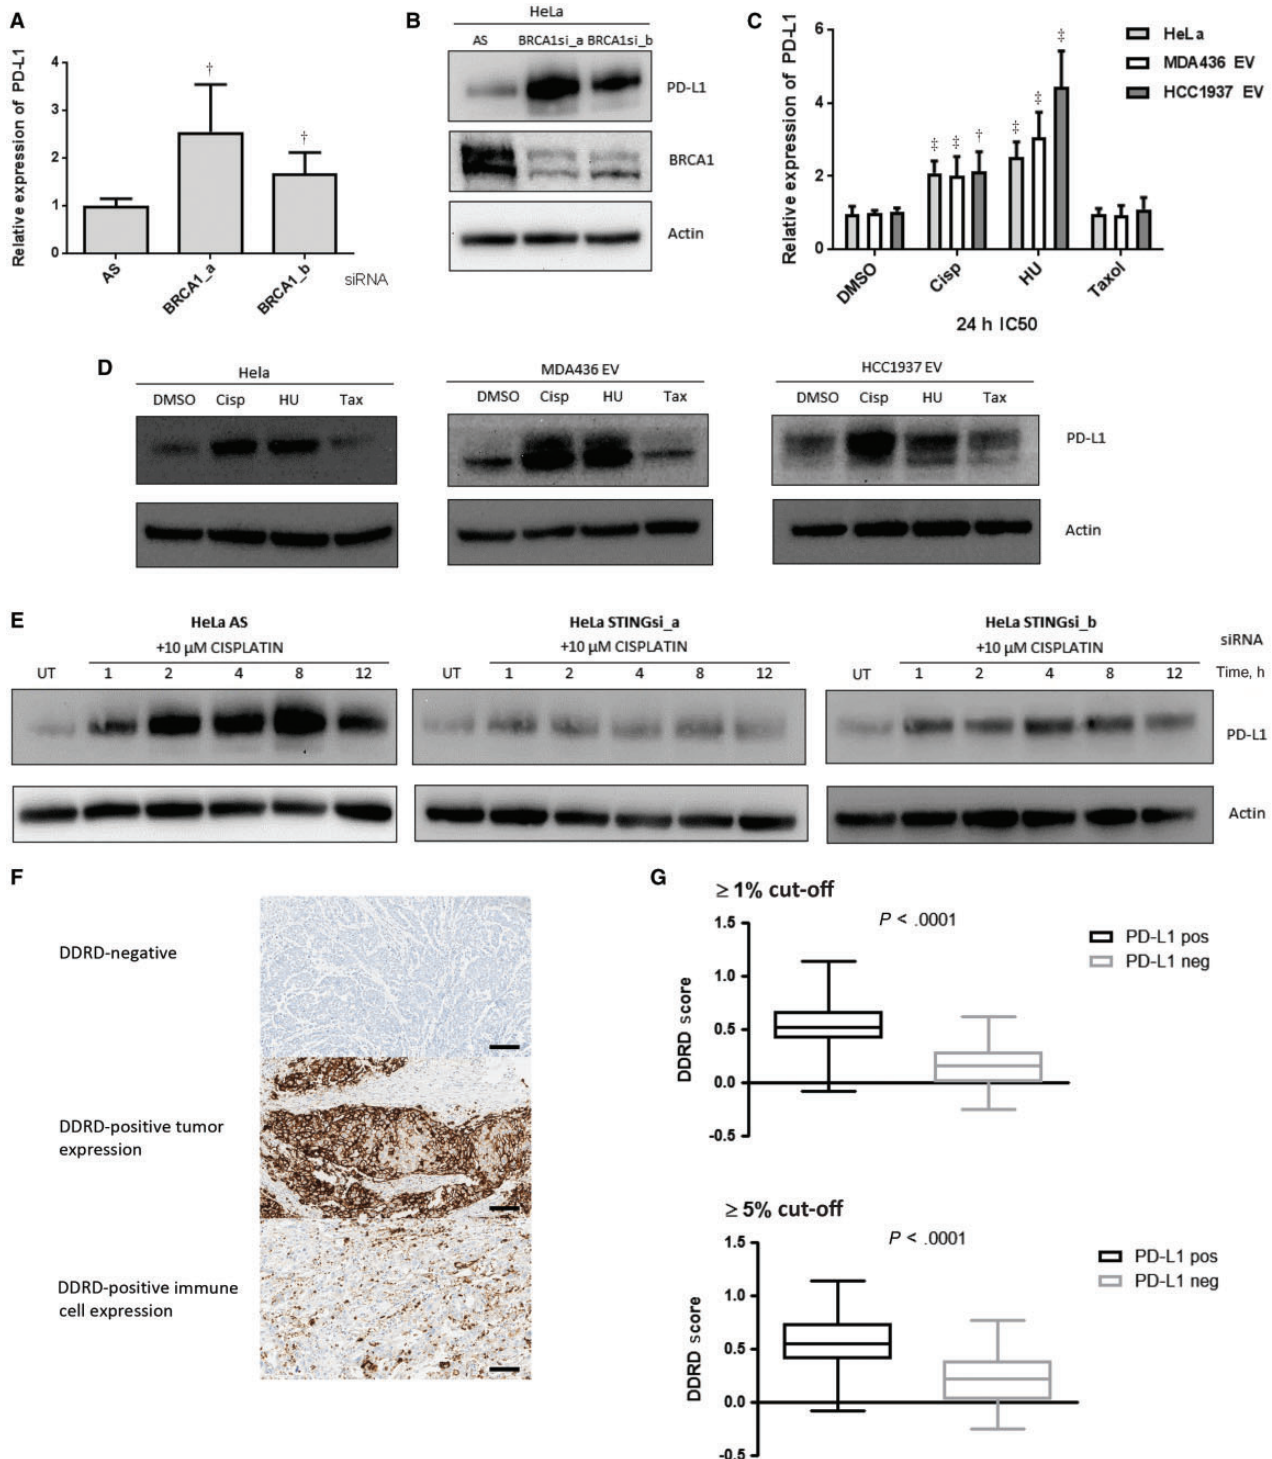 A
Relative expression of PD-L1
4
3
2
1
0
†
†
AS
BRCA1_a
BRCA1_b
siRNA
B
HeLa
AS BRCA1si_a BRCA1si_b
PD-L1
BRCA1
Actin
C
Relative expression of PD-L1
6
4
2
0
‡ ‡ †
‡ ‡ ‡
DMSO
Cisp
HU
Taxol
24 h IC50
HeLa
MDA436 EV
HCC1937 EV
D
Hela
DMSO Cisp HU Tax
MDA436 EV
DMSO Cisp HU Tax
HCC1937 EV
DMSO Cisp HU Tax
PD-L1
Actin
E
HeLa AS
+10 µM CISPLATIN
UT 1 2 4 8 12
HeLa STINGsi_a
+10 µM CISPLATIN
UT 1 2 4 8 12
HeLa STINGsi_b
+10 µM CISPLATIN
UT 1 2 4 8 12
siRNA
Time, h
PD-L1
Actin
F
DDRD-negative
DDRD-positive tumor
expression
DDRD-positive immune
cell expression
G
≥ 1% cut-off
P < .0001
DDRD score
1.5
1.0
0.5
0.0
-0.5
PD-L1 pos
PD-L1 neg
≥ 5% cut-off
P < .0001
DDRD score
1.5
1.0
0.5
0.0
-0.5
PD-L1 pos
PD-L1 neg